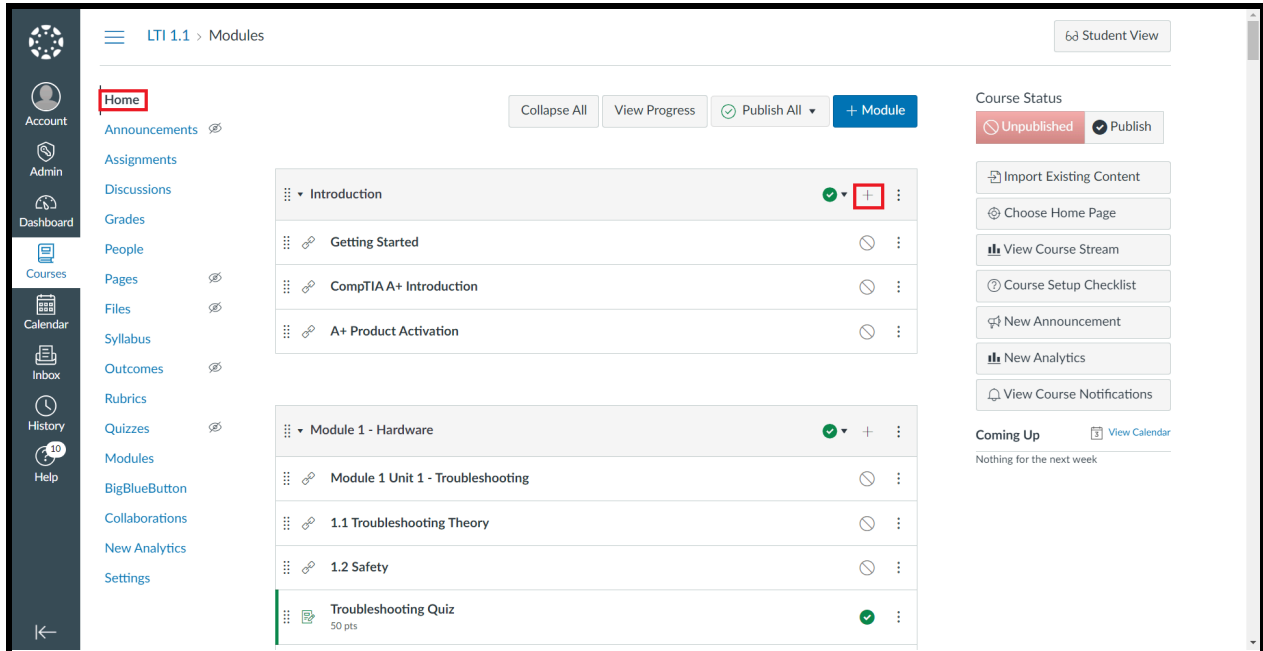 LTI 1.1 > Modules
Student View
Account
Admin
Dashboard
Courses
Calendar
Inbox
History
10
Help
Home
Announcements
Assignments
Discussions
Grades
People
Pages
Files
Syllabus
Outcomes
Rubrics
Quizzes
Modules
BigBlueButton
Collaborations
New Analytics
Settings
Collapse All
View Progress
Publish All
+ Module
Introduction
Getting Started
CompTIA A+ Introduction
A+ Product Activation
Module 1 - Hardware
Module 1 Unit 1 - Troubleshooting
1.1 Troubleshooting Theory
1.2 Safety
Troubleshooting Quiz
50 pts
Course Status
Unpublished
Publish
Import Existing Content
Choose Home Page
View Course Stream
Course Setup Checklist
New Announcement
New Analytics
View Course Notifications
Coming Up
3
View Calendar
Nothing for the next week